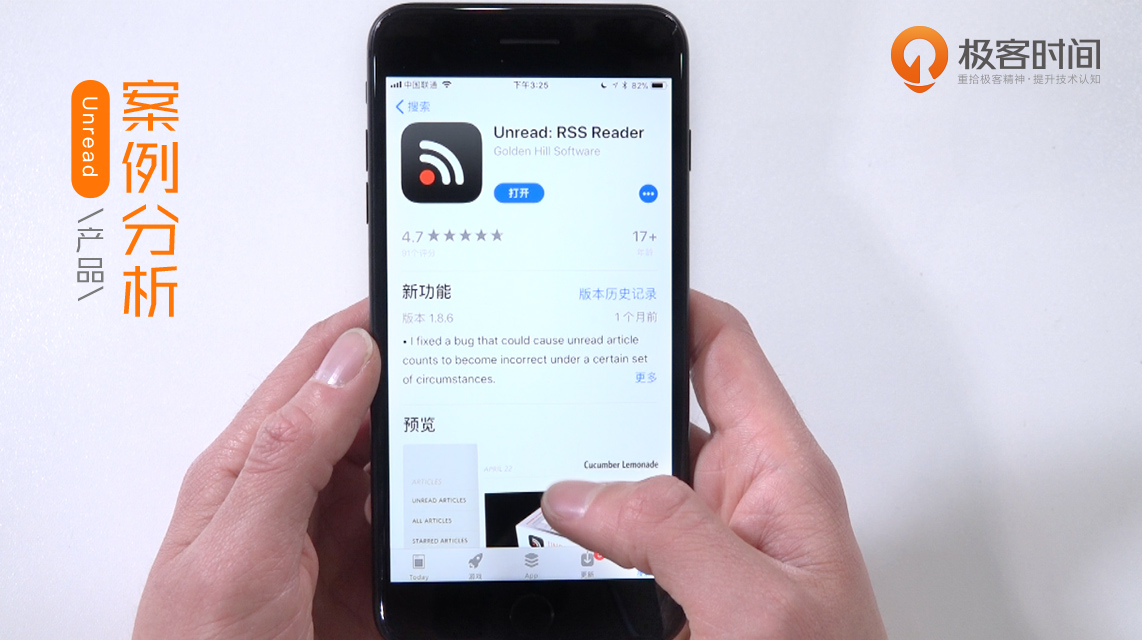 案例分析
Unread
产品
极客时间
重拾极客精神·提升技术认知
中国联通
下午3:25
82%
搜索
Unread: RSS Reader
Golden Hill Software
打开
4.7
17+
年龄
新功能
版本历史记录
版本 1.8.6
1 个月前
• I fixed a bug that could cause unread article
counts to become incorrect under a certain set
of circumstances.
更多
预览
ARTICLES
UNREAD ARTICLES
ALL ARTICLES
STARRED ARTICLES
APRIL 22
Cucumber Lemonade
Today
游戏
App
更新